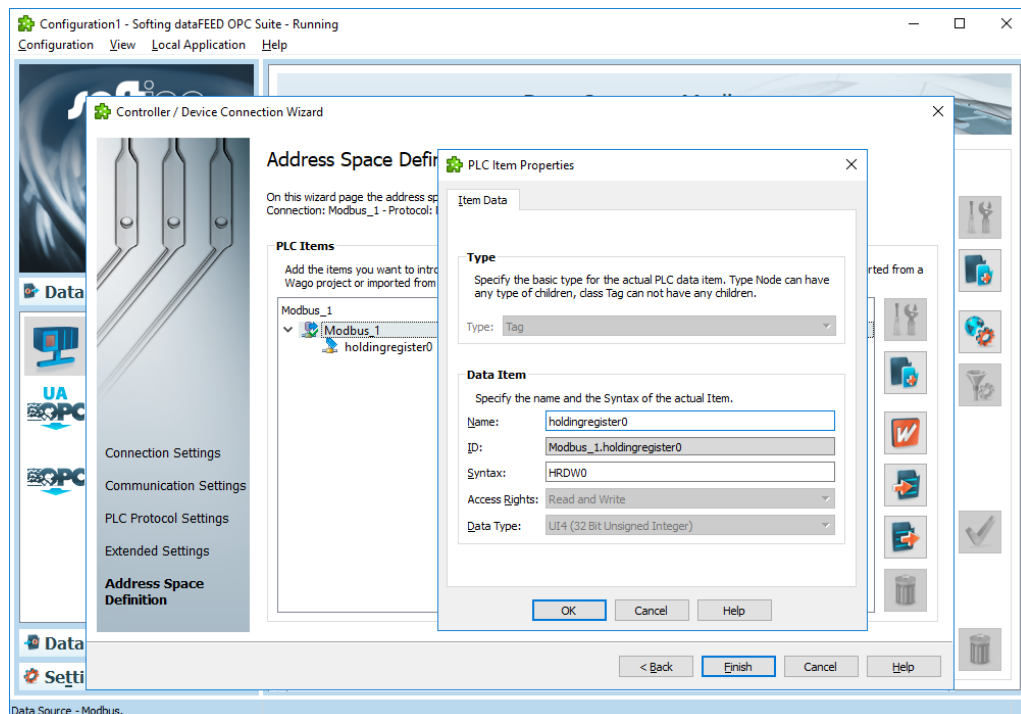 Configuration1 - Softing dataFEED OPC Suite - Running
Configuration View Local Application Help
Controller / Device Connection Wizard
Address Space Defin
PLC Item Properties
On this wizard page the address sp
Connection: Modbus_1 - Protocol:
Item Data
PLC Items
Add the items you want to intro
rted from a
Wago project or imported from
Type
Specify the basic type for the actual PLC data item. Type Node can have
any type of children, class Tag can not have any children.
Type: Tag
Modbus_1
Modbus_1
holdingregister0
Data Item
Specify the name and the Syntax of the actual Item.
Name: holdingregister0
ID: Modbus_1.holdingregister0
Syntax: HRDW0
Access Rights: Read and Write
Data Type: UI4 (32 Bit Unsigned Integer)
OK Cancel Help
Data
UA
OPC
OPC
Connection Settings
Communication Settings
PLC Protocol Settings
Extended Settings
Address Space
Definition
Data
Setti
< Back Finish Cancel Help
Data Source - Modbus.